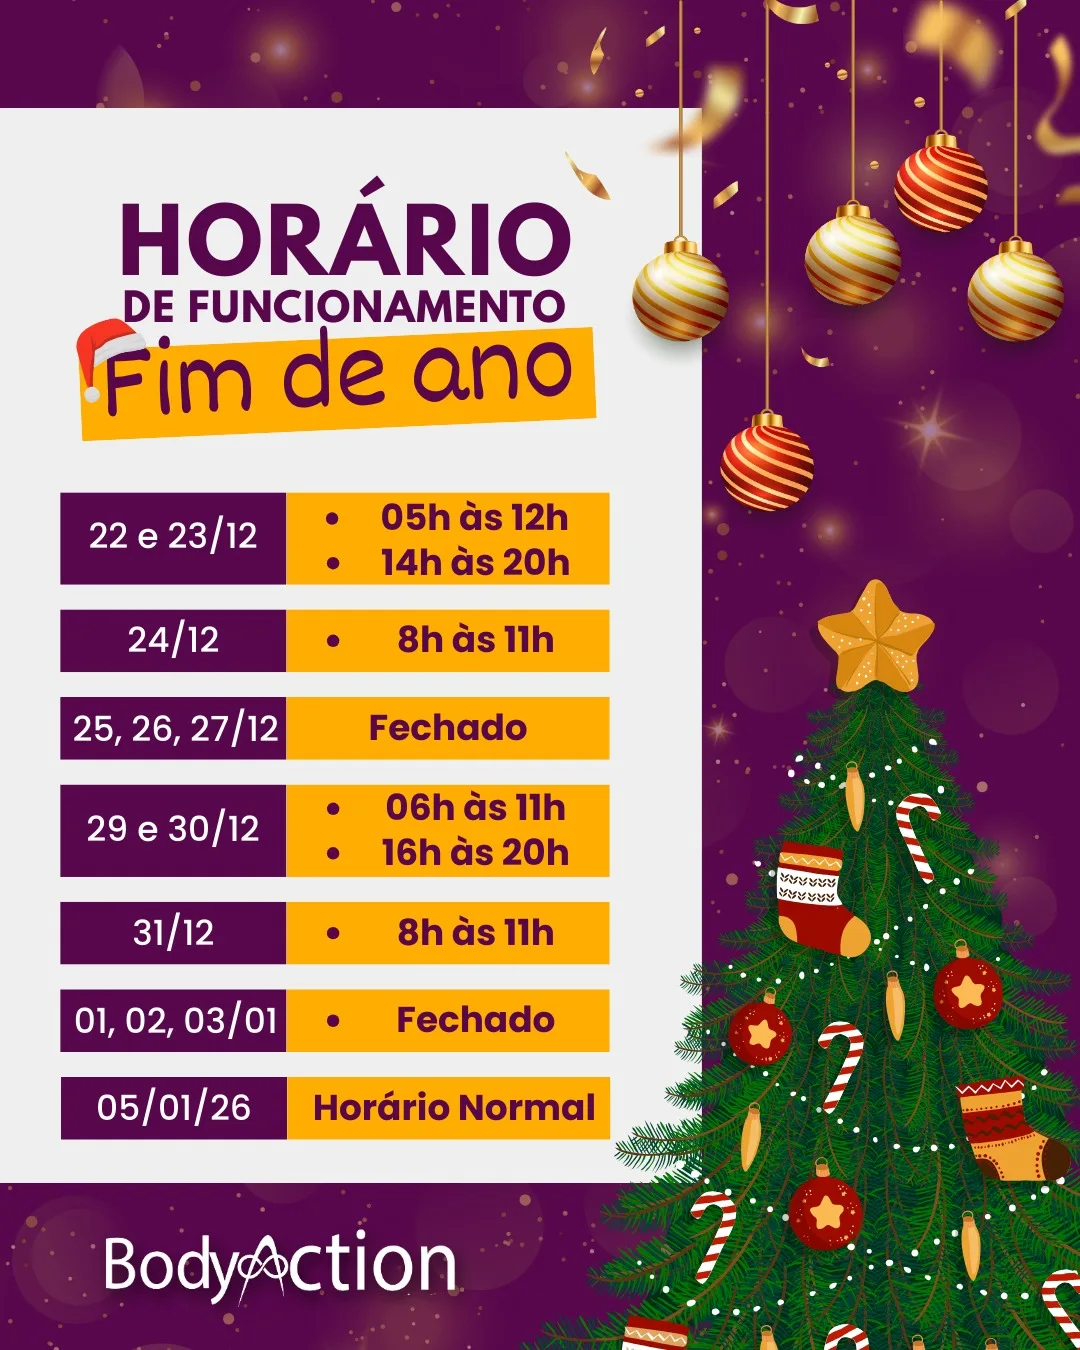 HORÁRIO
DE FUNCIONAMENTO
Fim de ano
22 e 23/12
• 05h às 12h
• 14h às 20h
24/12
• 8h às 11h
25, 26, 27/12
Fechado
29 e 30/12
• 06h às 11h
• 16h às 20h
31/12
• 8h às 11h
01, 02, 03/01
• Fechado
05/01/26
Horário Normal
BodyAction